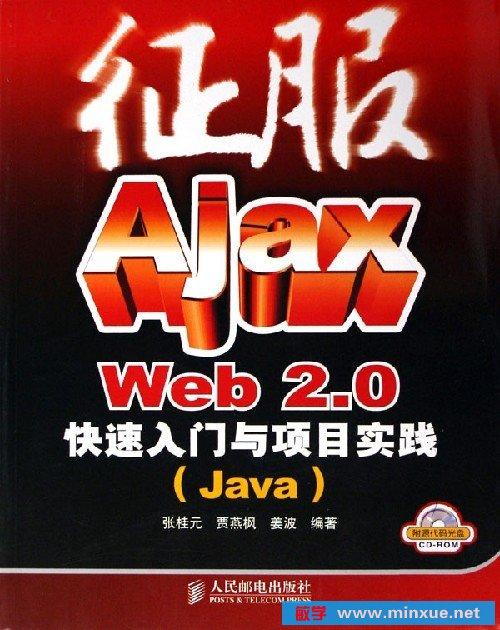 征服
Ajax
Web 2.0
快速入门与项目实践
(Java)
张桂元 贾燕枫 姜波 编著
附源代码光盘
CD-ROM
人民邮电出版社
POSTS & TELECOM PRESS
敏学 www.minxue.net